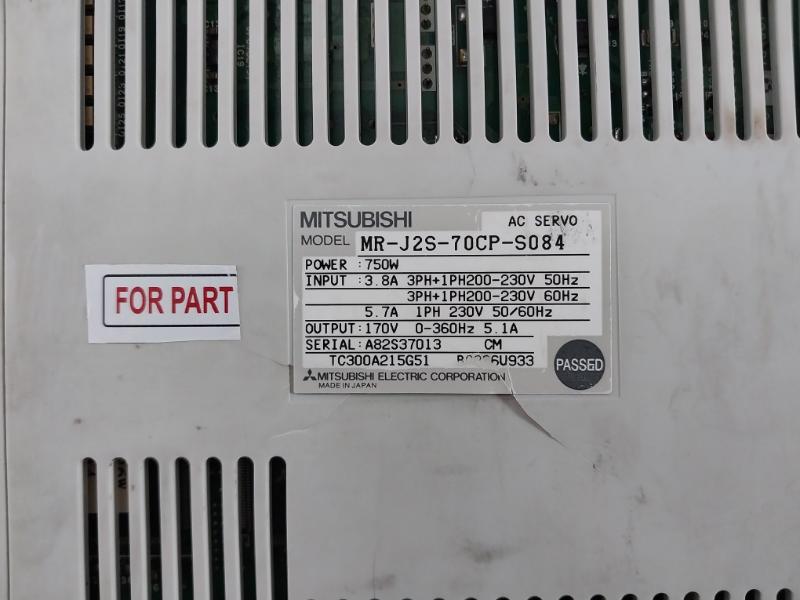 MITSUBISHI
AC SERVO
MODEL MR-J2S-70CP-S084
POWER :750W
INPUT :3.8A 3PH+1PH200-230V 50Hz
3PH+1PH200-230V 60Hz
5.7A 1PH 230V 50/60Hz
OUTPUT:170V 0-360Hz 5.1A
SERIAL:A82S37013 CM
TC300A215G51
PASSED
MITSUBISHI ELECTRIC CORPORATION
MADE IN JAPAN
FOR PART